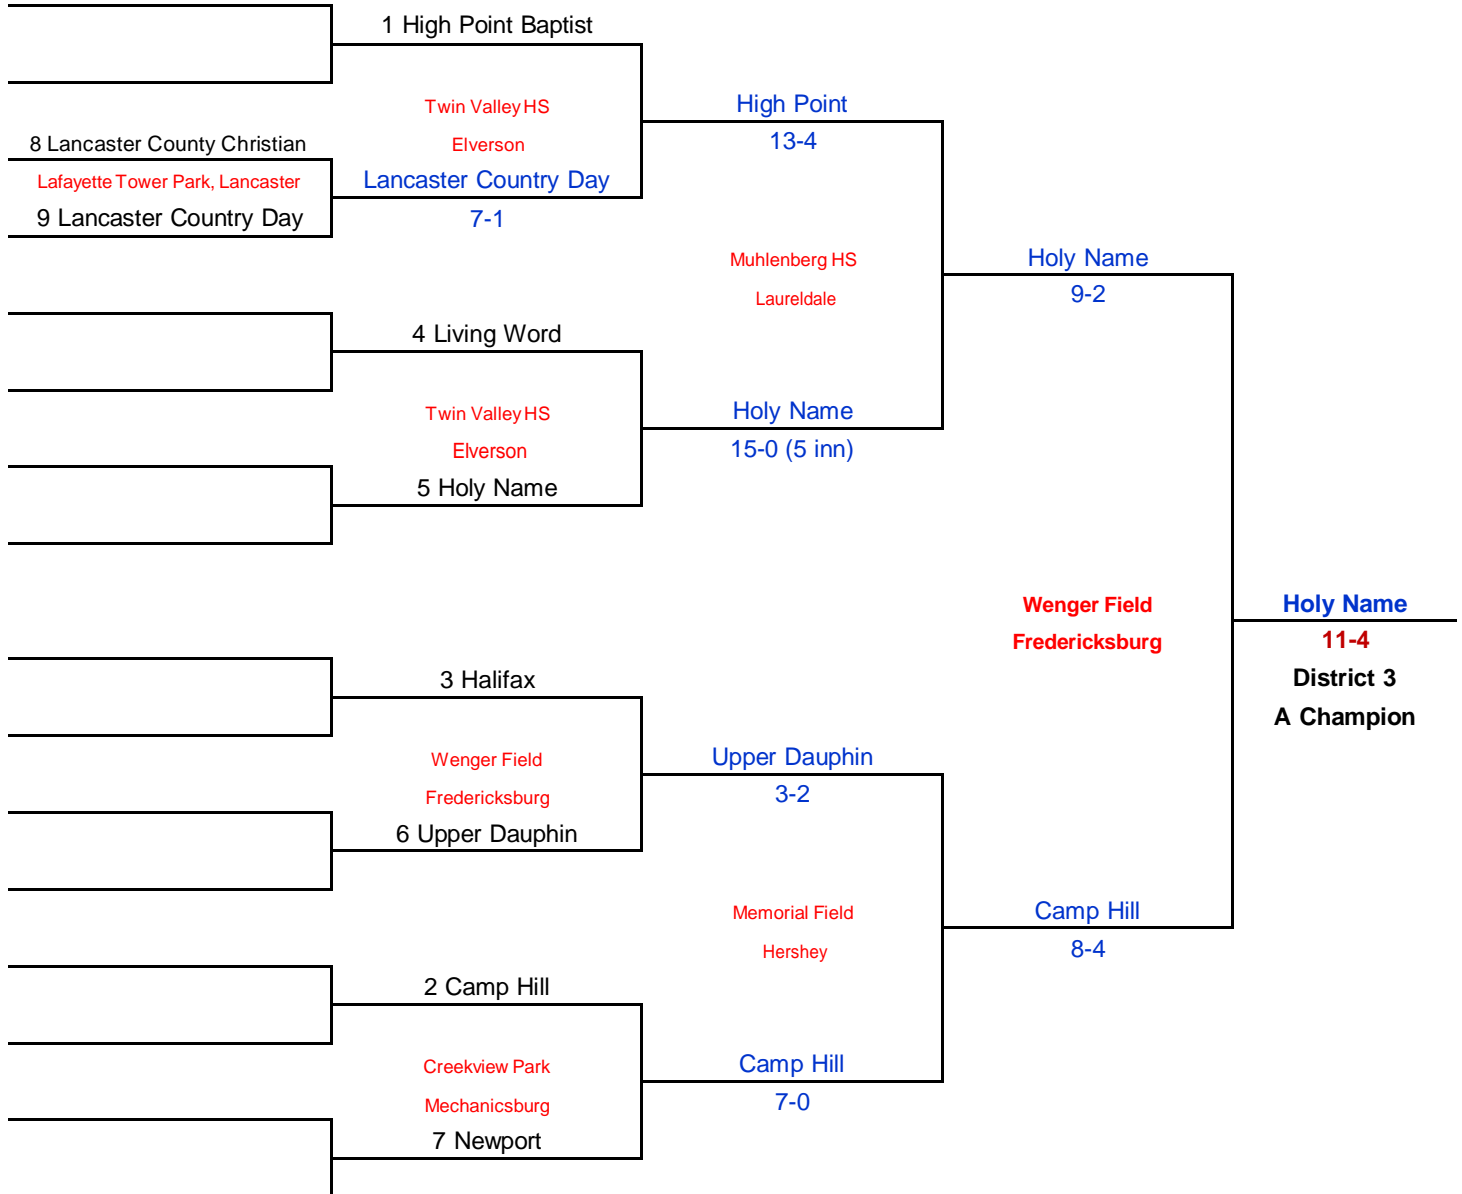 1 High Point Baptist
Twin Valley HS
Elverson
High Point
13-4
8 Lancaster County Christian
Lafayette Tower Park, Lancaster
9 Lancaster Country Day
Lancaster Country Day
7-1
Muhlenberg HS
Laureldale
Holy Name
9-2
4 Living Word
Twin Valley HS
Elverson
5 Holy Name
Holy Name
15-0 (5 inn)
Wenger Field
Fredericksburg
Holy Name
11-4
District 3
A Champion
3 Halifax
Wenger Field
Fredericksburg
6 Upper Dauphin
Upper Dauphin
3-2
Memorial Field
Hershey
Camp Hill
8-4
2 Camp Hill
Creekview Park
Mechanicsburg
7 Newport
Camp Hill
7-0